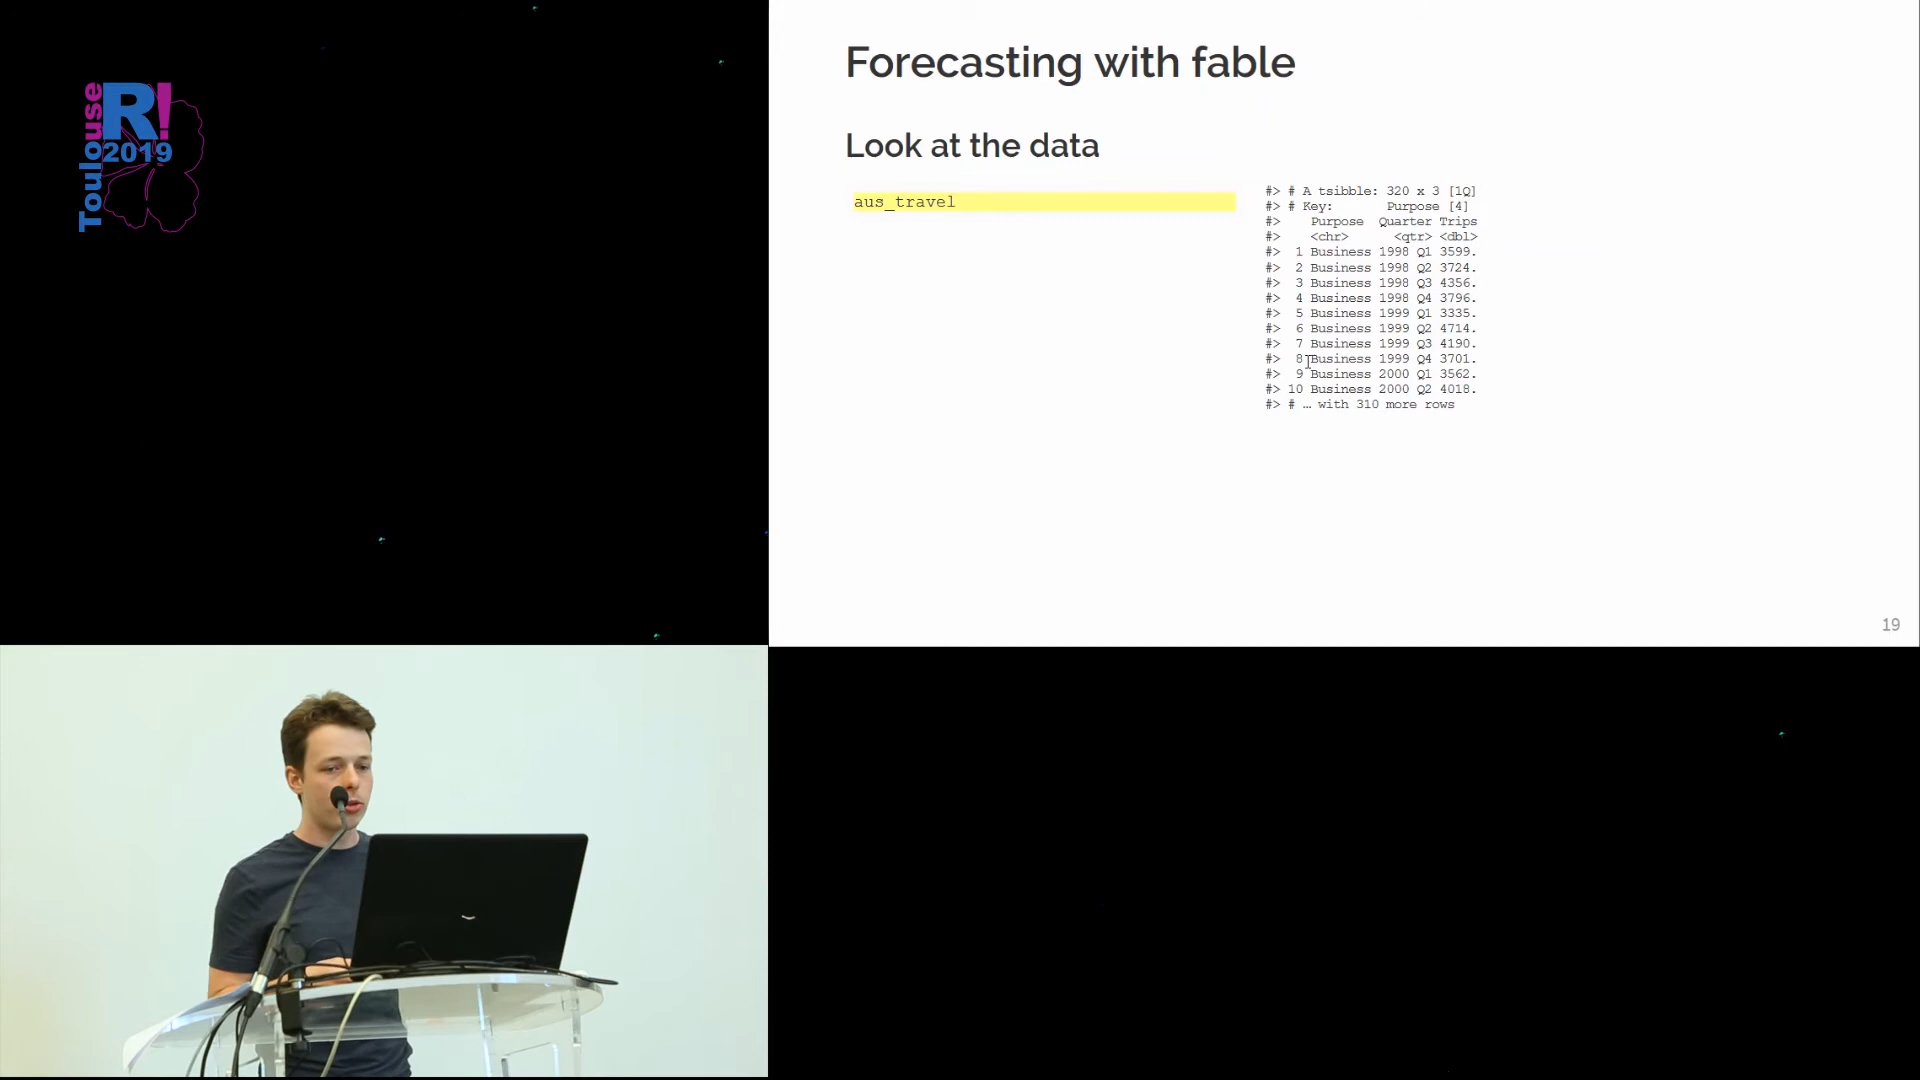 Toulouse
R!
2019
Forecasting with fable
Look at the data
aus_travel
#> # A tsibble: 320 x 3 [1Q]
#> # Key:       Purpose [4]
#>    Purpose  Quarter Trips
#>    <chr>      <qtr> <dbl>
#>  1 Business 1998 Q1 3599.
#>  2 Business 1998 Q2 3724.
#>  3 Business 1998 Q3 4356.
#>  4 Business 1998 Q4 3796.
#>  5 Business 1999 Q1 3335.
#>  6 Business 1999 Q2 4714.
#>  7 Business 1999 Q3 4190.
#>  8 Business 1999 Q4 3701.
#>  9 Business 2000 Q1 3562.
#> 10 Business 2000 Q2 4018.
#> # … with 310 more rows
19